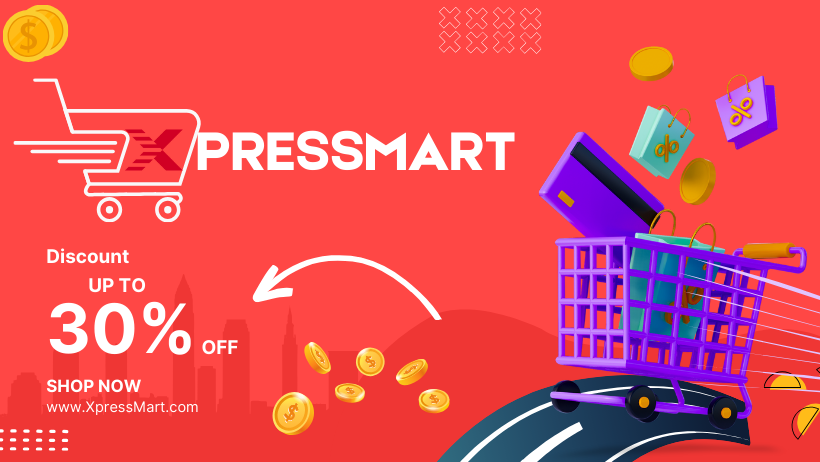 XPRESSMART
Discount
UP TO
30% OFF
SHOP NOW
www.XpressMart.com